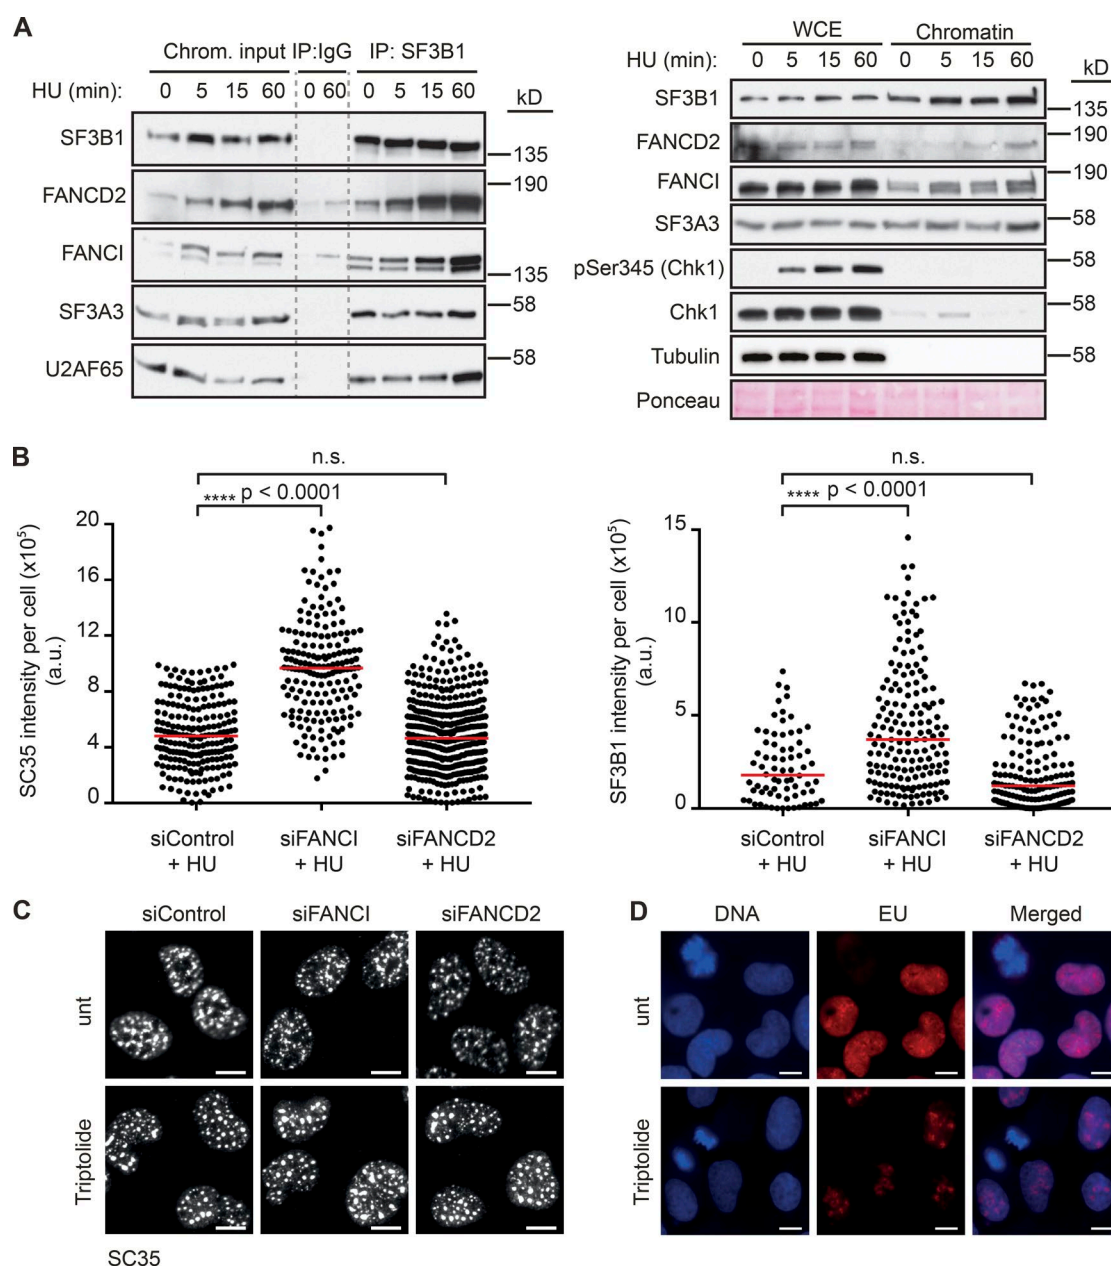 A
Chrom. input IP:IgG IP: SF3B1
HU (min): 0 5 15 60 0 60 0 5 15 60 kD
SF3B1
135
FANCD2
190
FANCI
135
SF3A3
58
U2AF65
58
WCE Chromatin
HU (min): 0 5 15 60 0 5 15 60 kD
SF3B1
135
FANCD2
190
FANCI
190
SF3A3
58
pSer345 (Chk1)
58
Chk1
58
Tubulin
58
Ponceau
B
n.s.
**** p < 0.0001
SC35 intensity per cell (x10⁵)
(a.u.)
20
16
12
8
4
0
siControl siFANCI siFANCD2
+ HU + HU + HU
n.s.
**** p < 0.0001
SF3B1 intensity per cell (x10⁵)
(a.u.)
15
10
5
0
siControl siFANCI siFANCD2
+ HU + HU + HU
C
siControl siFANCI siFANCD2
unt
Triptolide
SC35
D
DNA EU Merged
unt
Triptolide